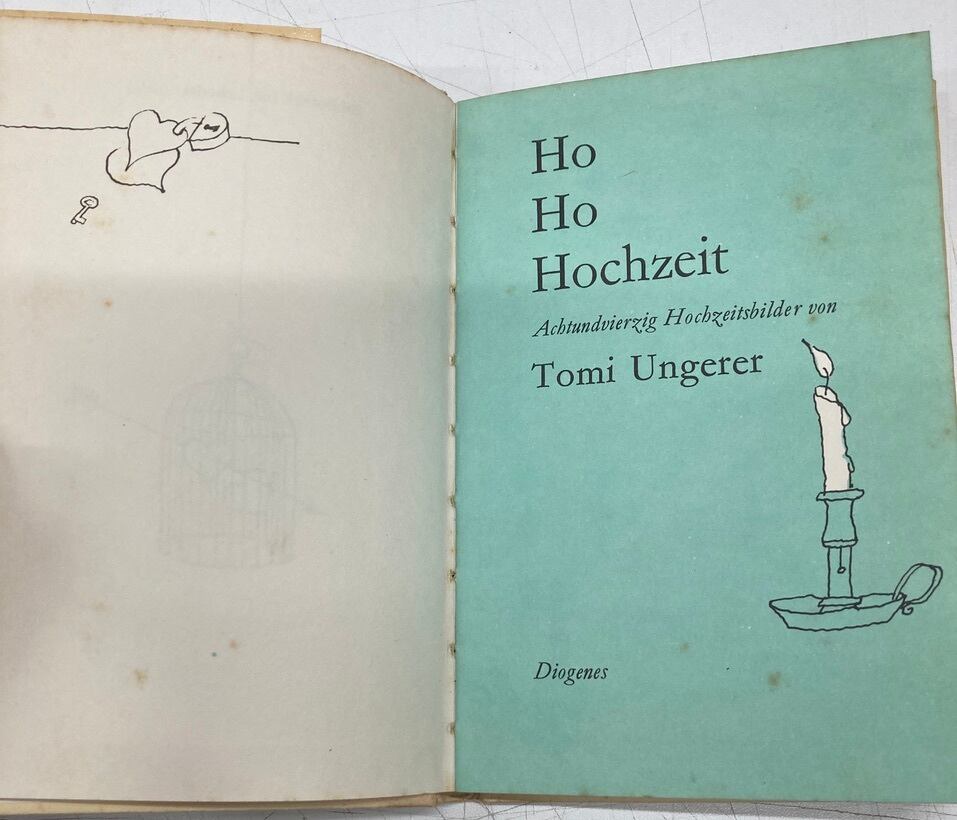 Ho
Ho
Hochzeit
Achtundvierzig Hochzeitsbilder von
Tomi Ungerer
Diogenes